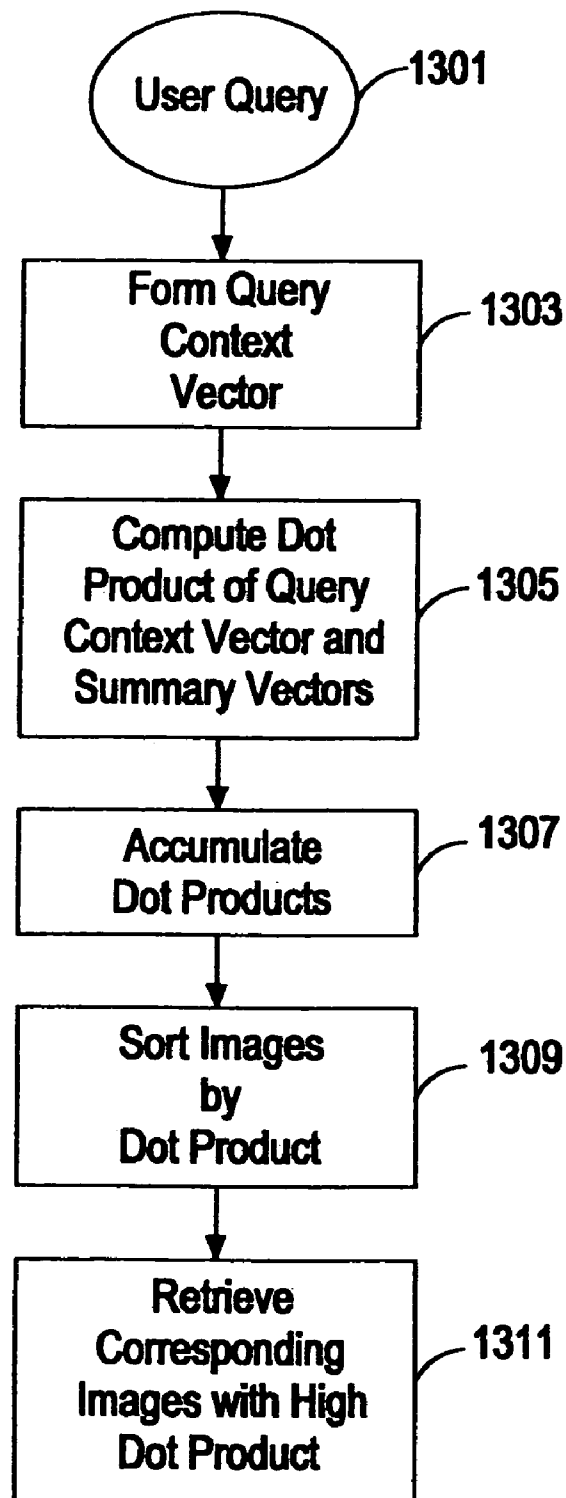 User Query
1301
Form Query
Context
Vector
1303
Compute Dot
Product of Query
Context Vector and
Summary Vectors
1305
Accumulate
Dot Products
1307
Sort Images
by
Dot Product
1309
Retrieve
Corresponding
Images with High
Dot Product
1311